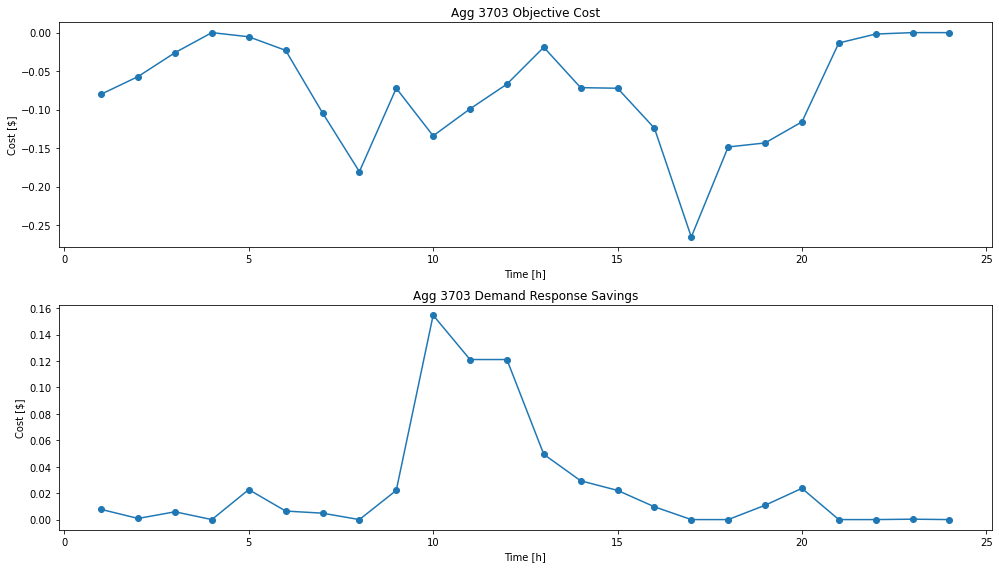 Agg 3703 Objective Cost
Cost [$]
0.00
−0.05
−0.10
−0.15
−0.20
−0.25
0 5 10 15 20 25
Time [h]
Agg 3703 Demand Response Savings
Cost [$]
0.16
0.14
0.12
0.10
0.08
0.06
0.04
0.02
0.00
0 5 10 15 20 25
Time [h]